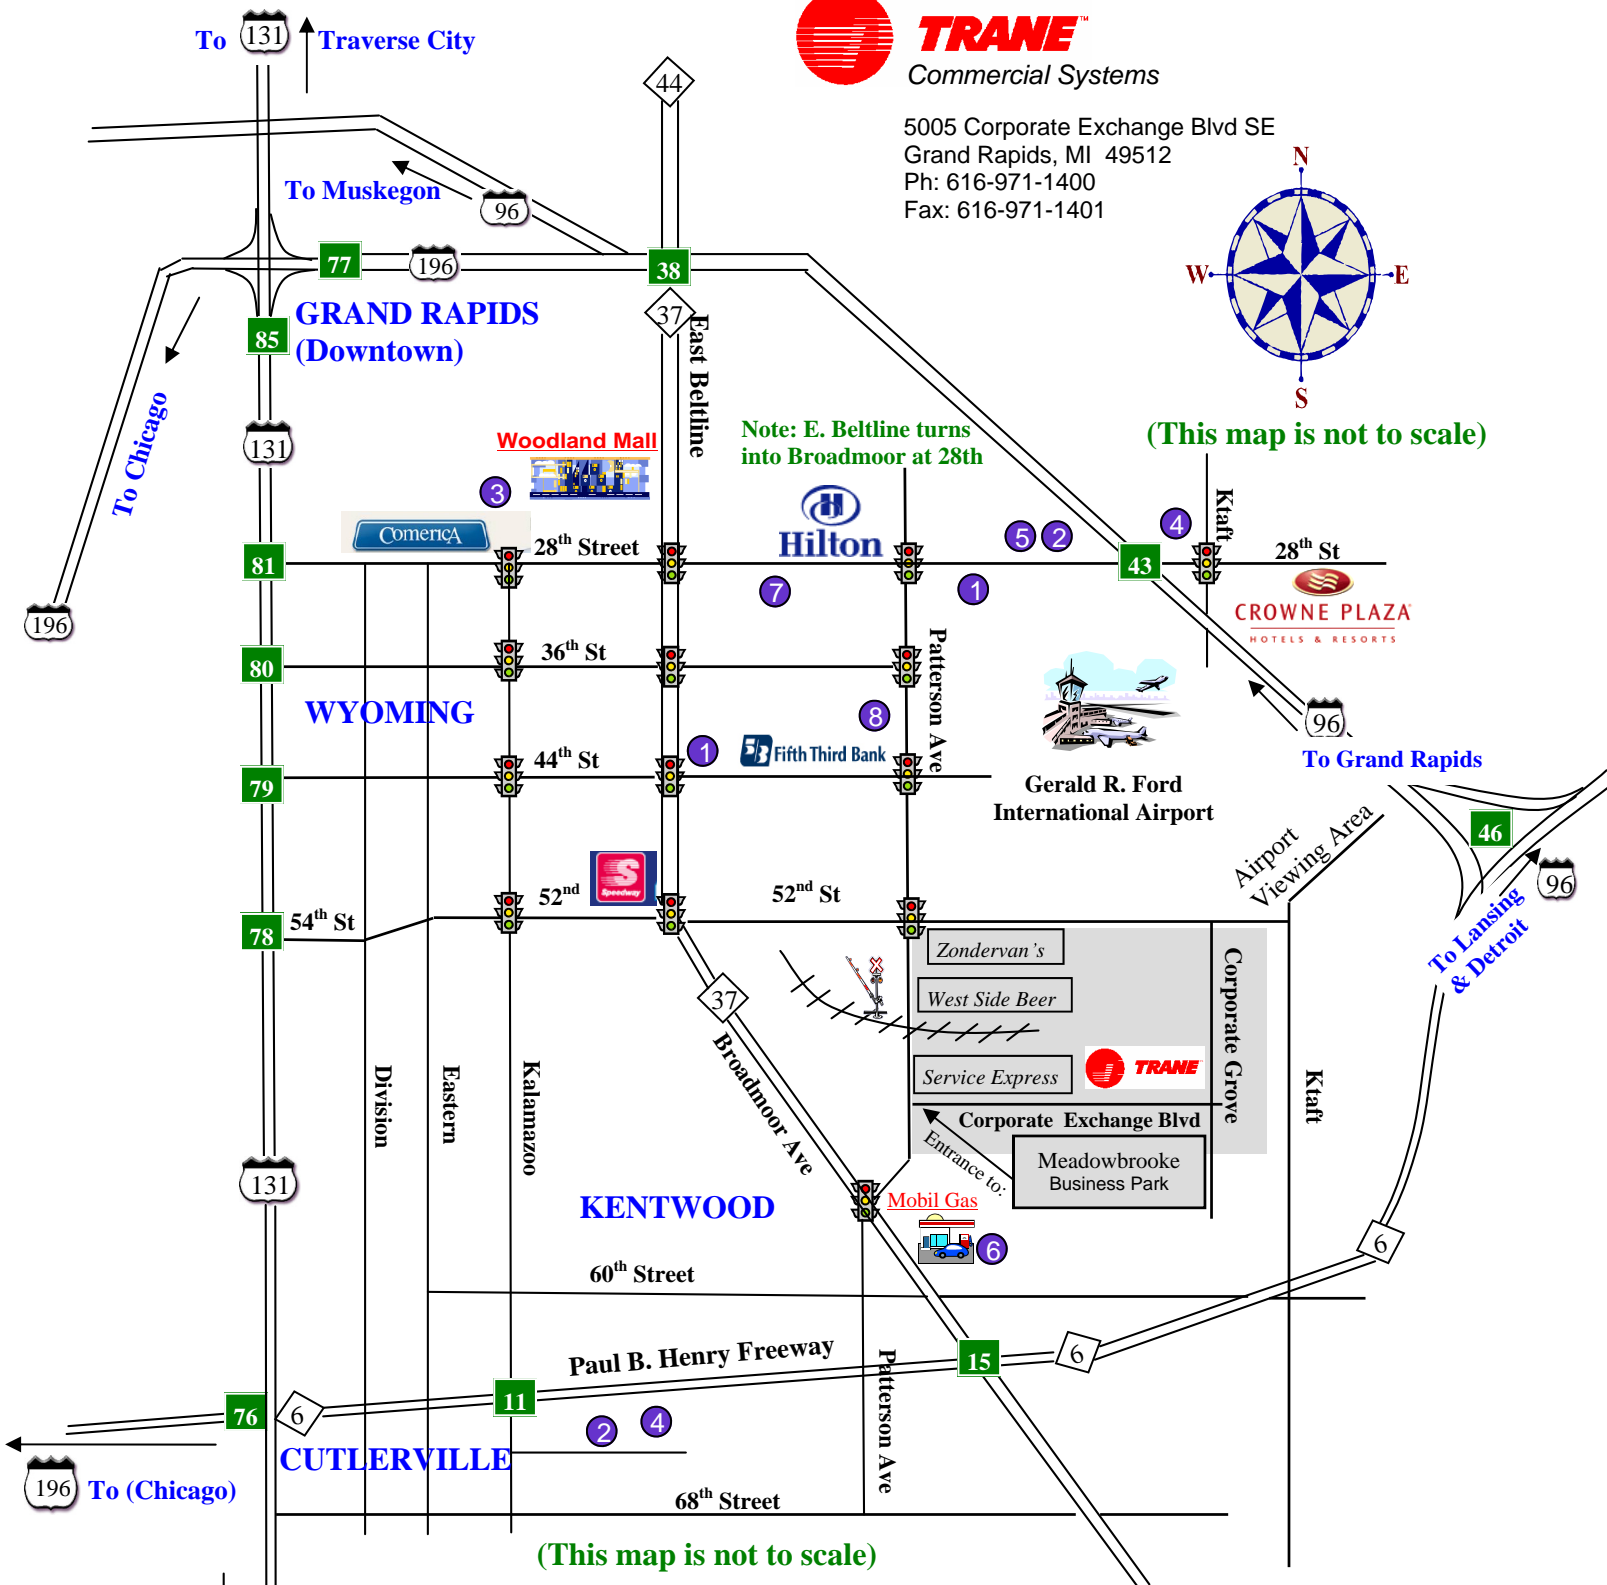 To 131 Traverse City
TRANE™
Commercial Systems
44
5005 Corporate Exchange Blvd SE
Grand Rapids, MI 49512
Ph: 616-971-1400
Fax: 616-971-1401
N
W E
S
To Muskegon
96
77
196
38
37
GRAND RAPIDS
(Downtown)
85
East Beltline
To Chicago
131
Woodland Mall
Note: E. Beltline turns
into Broadmoor at 28th
(This map is not to scale)
3
Comerica
Hilton
5 2
4
Ktaft
81
28th Street
43
28th St
7
1
CROWNE PLAZA
HOTELS & RESORTS
196
80
36th St
Patterson Ave
WYOMING
8
96
1
Fifth Third Bank
To Grand Rapids
79
44th St
Gerald R. Ford
International Airport
46
Airport
Viewing Area
96
S
Speedway
52nd
52nd St
78
54th St
To Lansing
& Detroit
Zondervan's
West Side Beer
Corporate Grove
37
Broadmoor Ave
Division
Eastern
Kalamazoo
Service Express
TRANE
Ktaft
Corporate Exchange Blvd
Entrance to:
Meadowbrooke
Business Park
131
KENTWOOD
Mobil Gas
6
6
60th Street
Paul B. Henry Freeway
Patterson Ave
15
6
76
6
11
2
4
CUTLERVILLE
196 To (Chicago)
68th Street
(This map is not to scale)